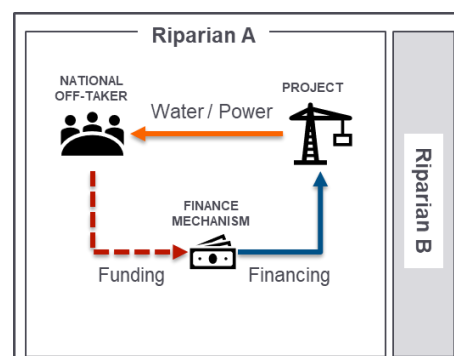 Riparian A
NATIONAL
OFF-TAKER
PROJECT
Water / Power
FINANCE
MECHANISM
Funding
Financing
Riparian B